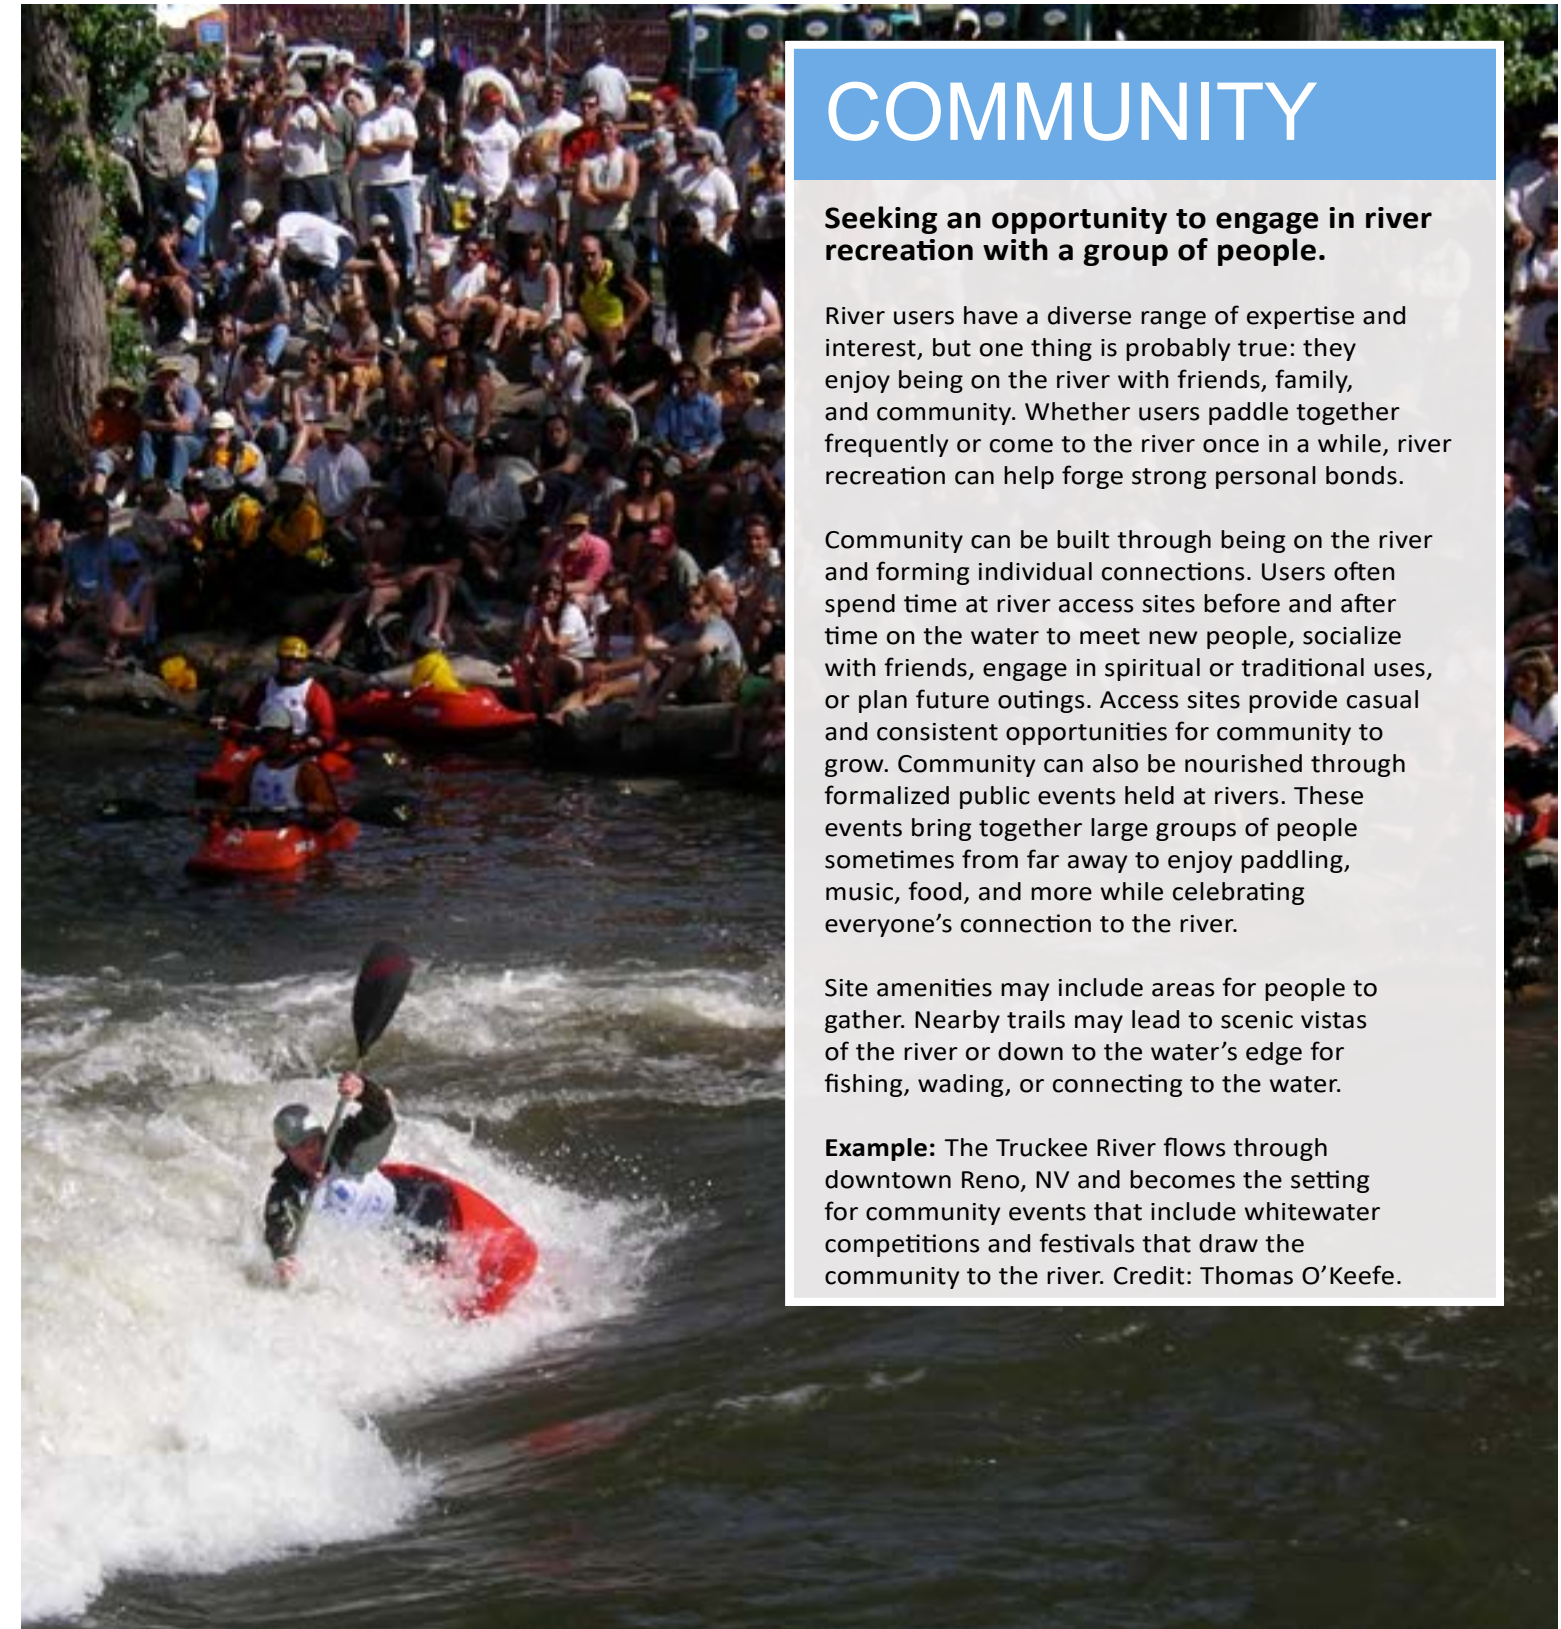 COMMUNITY
Seeking an opportunity to engage in river
recreation with a group of people.
River users have a diverse range of expertise and
interest, but one thing is probably true: they
enjoy being on the river with friends, family,
and community. Whether users paddle together
frequently or come to the river once in a while, river
recreation can help forge strong personal bonds.
Community can be built through being on the river
and forming individual connections. Users often
spend time at river access sites before and after
time on the water to meet new people, socialize
with friends, engage in spiritual or traditional uses,
or plan future outings. Access sites provide casual
and consistent opportunities for community to
grow. Community can also be nourished through
formalized public events held at rivers. These
events bring together large groups of people
sometimes from far away to enjoy paddling,
music, food, and more while celebrating
everyone’s connection to the river.
Site amenities may include areas for people to
gather. Nearby trails may lead to scenic vistas
of the river or down to the water’s edge for
fishing, wading, or connecting to the water.
Example: The Truckee River flows through
downtown Reno, NV and becomes the setting
for community events that include whitewater
competitions and festivals that draw the
community to the river. Credit: Thomas O’Keefe.